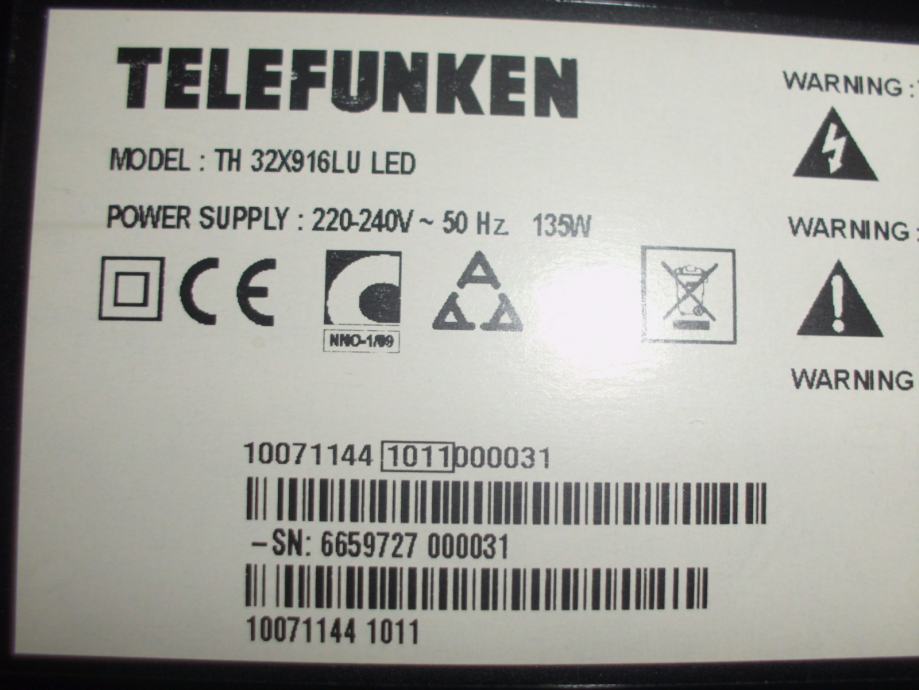 TELEFUNKEN
MODEL : TH 32X916LU LED
POWER SUPPLY : 220-240V ~ 50 Hz 135W
CE
NNO-1/09
10071144 1011000031
-SN: 6659727 000031
10071144 1011
WARNING :
WARNING :
WARNING